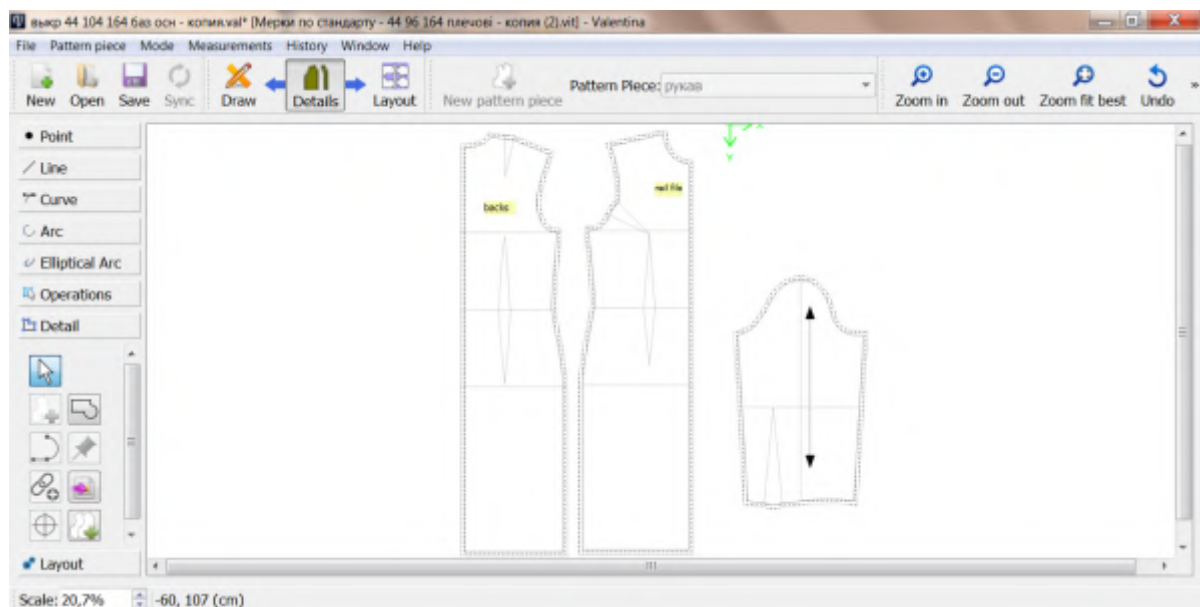 выкр 44 104 164 баз осн - копия.val* [Мерки по стандарту - 44 96 164 плечові - копия (2).vit] - Valentina
File Pattern piece Mode Measurements History Window Help
New Open Save Sync Draw Details Layout New pattern piece Pattern Piece: рукав Zoom in Zoom out Zoom fit best Undo »
Point
Line
Curve
Arc
Elliptical Arc
Operations
Detail
Layout
x
Y
backs
nail file
Scale: 20,7% -60, 107 (cm)